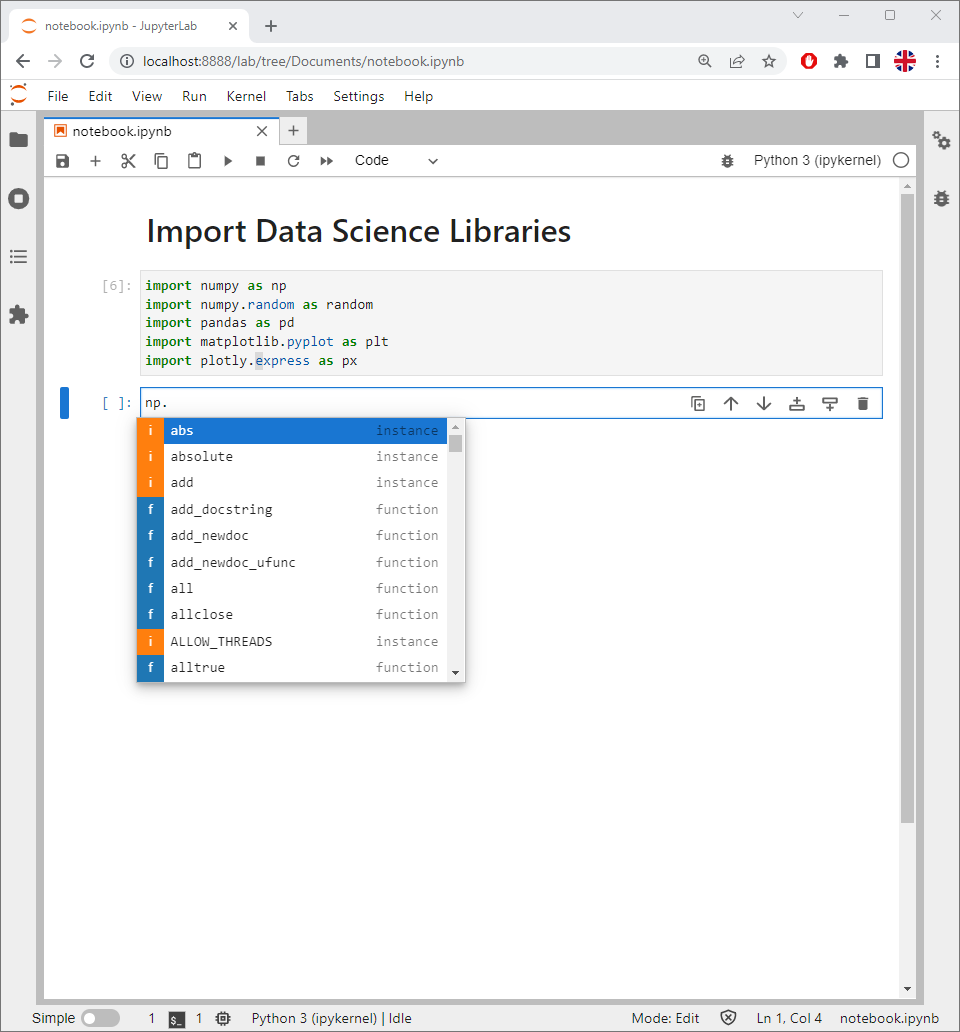 notebook.ipynb - JupyterLab
localhost:8888/lab/tree/Documents/notebook.ipynb
File Edit View Run Kernel Tabs Settings Help
notebook.ipynb
Code Python 3 (ipykernel)
Import Data Science Libraries
[6]: import numpy as np
import numpy.random as random
import pandas as pd
import matplotlib.pyplot as plt
import plotly.express as px
[ ]: np.
i abs instance
i absolute instance
i add instance
f add_docstring function
f add_newdoc function
f add_newdoc_ufunc function
f all function
f allclose function
i ALLOW_THREADS instance
f alltrue function
Simple 1 $_ 1 Python 3 (ipykernel) | Idle Mode: Edit Ln 1, Col 4 notebook.ipynb